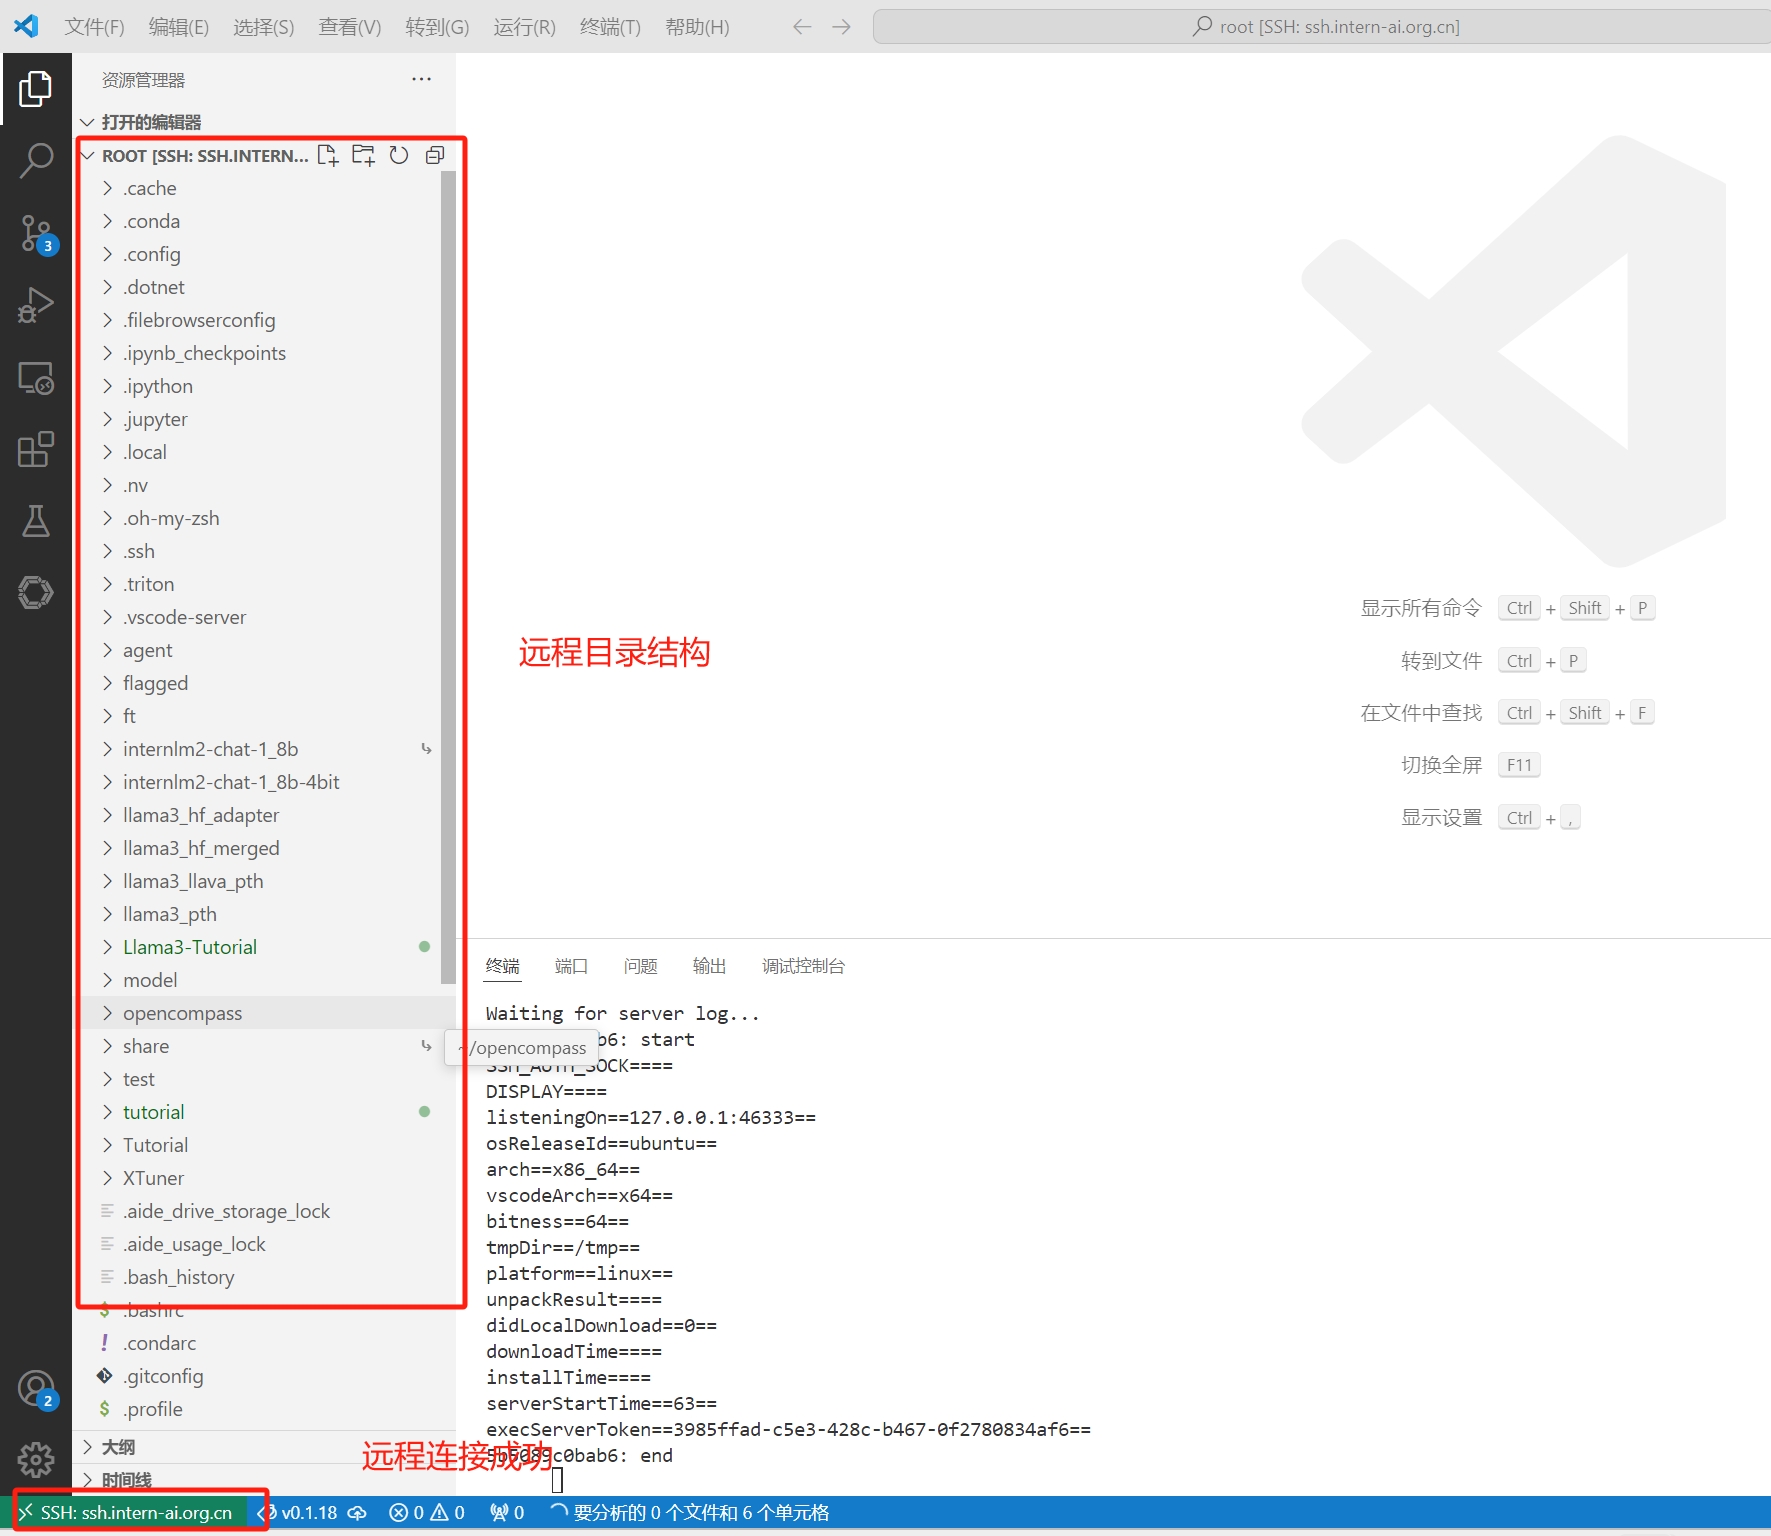 文件(F) 编辑(E) 选择(S) 查看(V) 转到(G) 运行(R) 终端(T) 帮助(H) root [SSH: ssh.intern-ai.org.cn]
资源管理器
打开的编辑器
ROOT [SSH: SSH.INTERN...
.cache
.conda
.config
.dotnet
.filebrowserconfig
.ipynb_checkpoints
.ipython
.jupyter
.local
.nv
.oh-my-zsh
.ssh
.triton
.vscode-server
agent
flagged
ft
internlm2-chat-1_8b
internlm2-chat-1_8b-4bit
llama3_hf_adapter
llama3_hf_merged
llama3_llava_pth
llama3_pth
Llama3-Tutorial
model
opencompass
share
test
tutorial
Tutorial
XTuner
.aide_drive_storage_lock
.aide_usage_lock
.bash_history
.bashrc
.condarc
.gitconfig
.profile
大纲
时间线
3
2
远程目录结构
显示所有命令 Ctrl + Shift + P
转到文件 Ctrl + P
在文件中查找 Ctrl + Shift + F
切换全屏 F11
显示设置 Ctrl + ,
终端 端口 问题 输出 调试控制台
Waiting for server log...
b6: start
~/opencompass
SSH_AUTH_SOCK====
DISPLAY====
listeningOn==127.0.0.1:46333==
osReleaseId==ubuntu==
arch==x86_64==
vscodeArch==x64==
bitness==64==
tmpDir==/tmp==
platform==linux==
unpackResult====
didLocalDownload==0==
downloadTime====
installTime====
serverStartTime==63==
execServerToken==3985ffad-c5e3-428c-b467-0f2780834af6==
5b5089c0bab6: end
远程连接成功
SSH: ssh.intern-ai.org.cn v0.1.18 0 0 0 要分析的 0 个文件和 6 个单元格